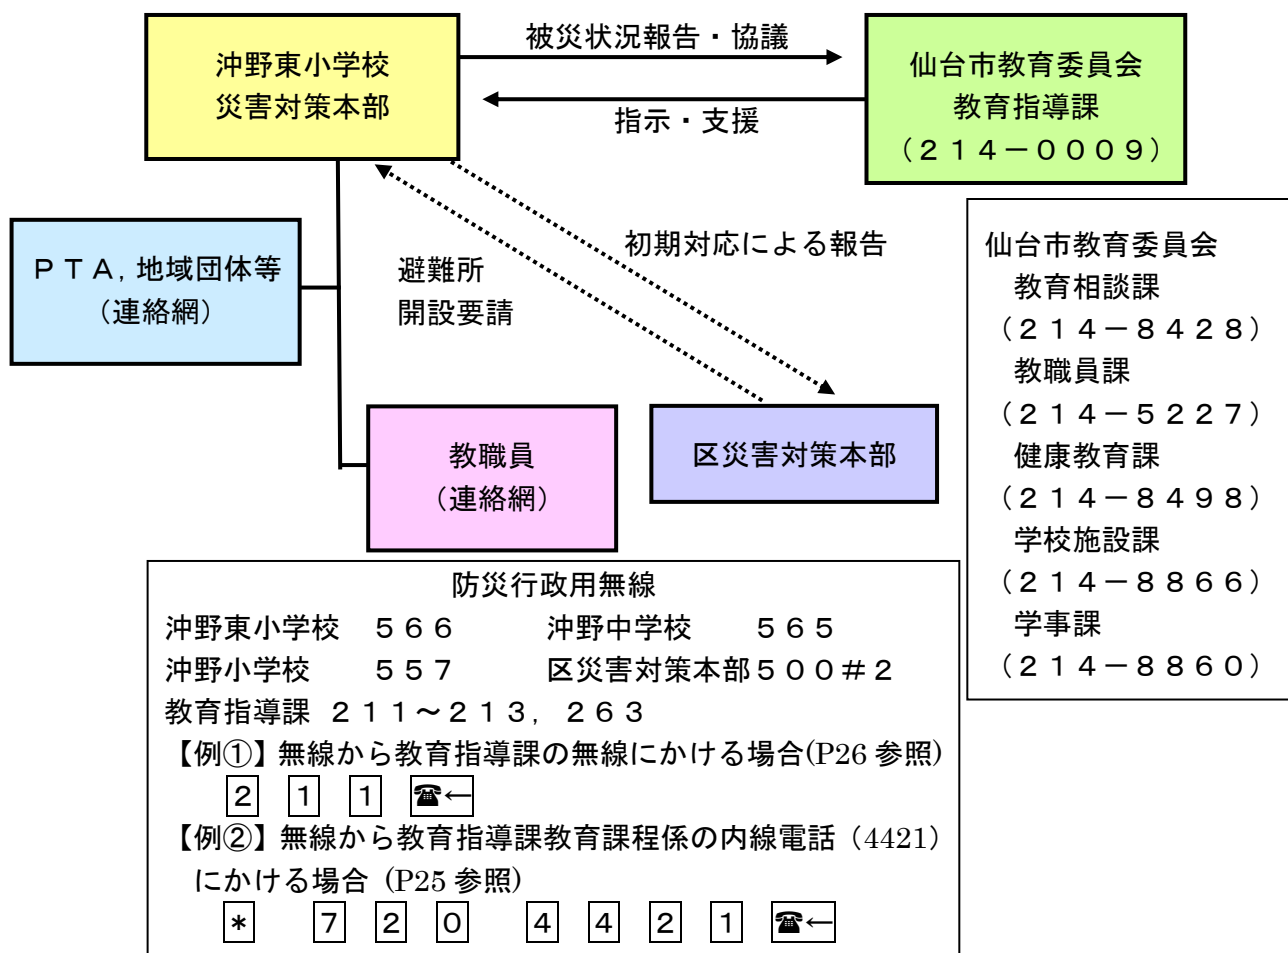 沖野東小学校
災害対策本部
被災状況報告・協議
指示・支援
仙台市教育委員会
教育指導課
（２１４－０００９）
ＰＴＡ，地域団体等
（連絡網）
避難所
開設要請
初期対応による報告
教職員
（連絡網）
区災害対策本部
仙台市教育委員会
教育相談課
（２１４－８４２８）
教職員課
（２１４－５２２７）
健康教育課
（２１４－８４９８）
学校施設課
（２１４－８８６６）
学事課
（２１４－８８６０）
防災行政用無線
沖野東小学校　５６６　　沖野中学校　５６５
沖野小学校　５５７　　区災害対策本部５００＃２
教育指導課 ２１１～２１３，２６３
【例①】無線から教育指導課の無線にかける場合(P26 参照)
２ １ １ ☎←
【例②】無線から教育指導課教育課程係の内線電話（4421）
にかける場合 (P25 参照)
＊ ７ ２ ０ ４ ４ ２ １ ☎←